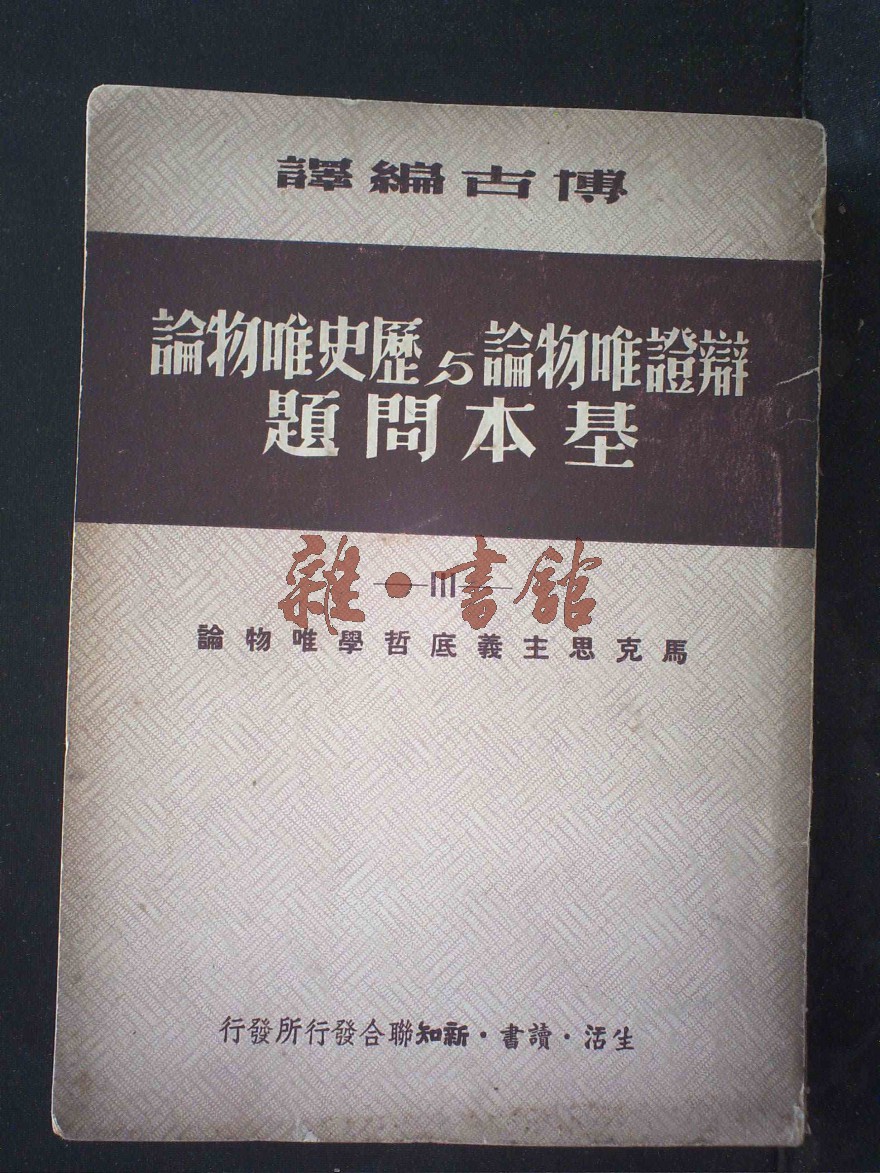 博古編譯
辯證唯物論与歷史唯物論
基本問題
三
雜·書館
馬克思主義底哲學唯物論
生活·讀書·新知聯合發行所發行